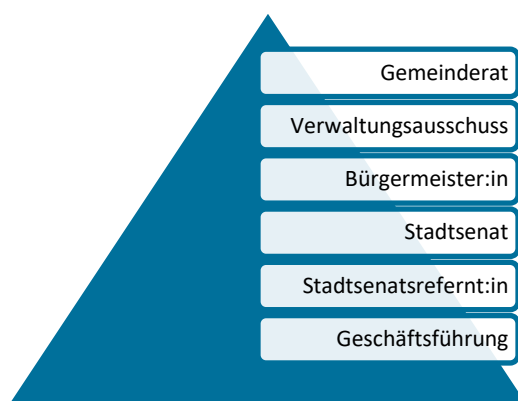 Gemeinderat
Verwaltungsausschuss
Bürgermeister:in
Stadtsenat
Stadtsenatsrefernt:in
Geschäftsführung